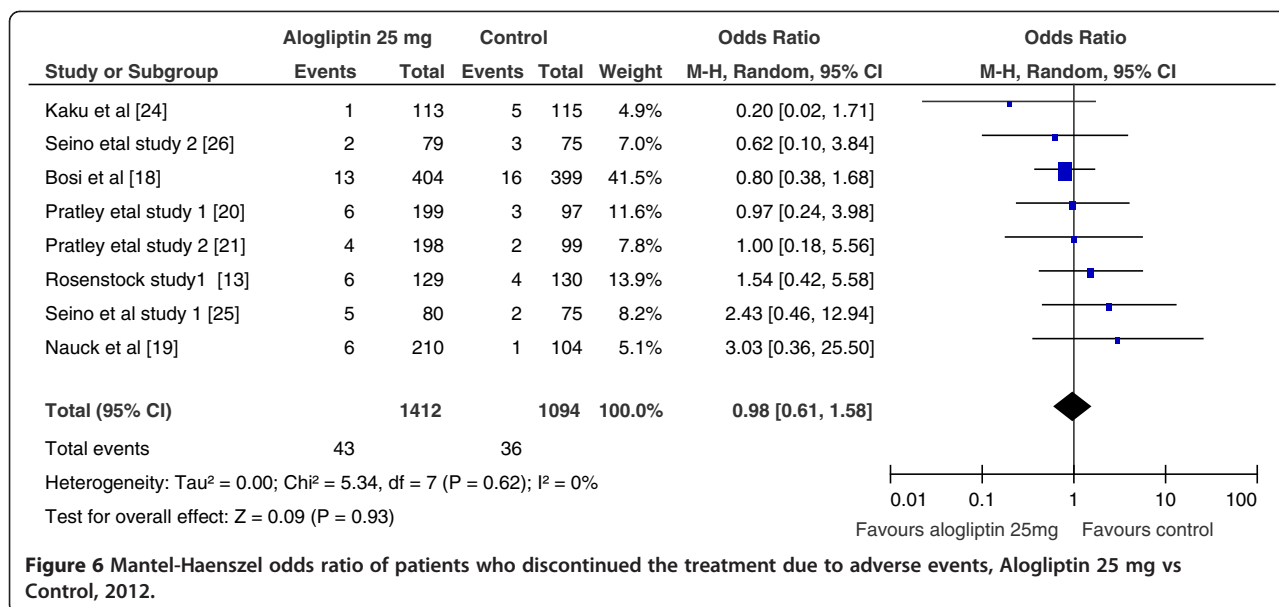 Alogliptin 25 mg Control Odds Ratio Odds Ratio
Study or Subgroup Events Total Events Total Weight M-H, Random, 95% CI M-H, Random, 95% CI
Kaku et al [24] 1 113 5 115 4.9% 0.20 [0.02, 1.71]
Seino etal study 2 [26] 2 79 3 75 7.0% 0.62 [0.10, 3.84]
Bosi et al [18] 13 404 16 399 41.5% 0.80 [0.38, 1.68]
Pratley etal study 1 [20] 6 199 3 97 11.6% 0.97 [0.24, 3.98]
Pratley etal study 2 [21] 4 198 2 99 7.8% 1.00 [0.18, 5.56]
Rosenstock study1 [13] 6 129 4 130 13.9% 1.54 [0.42, 5.58]
Seino et al study 1 [25] 5 80 2 75 8.2% 2.43 [0.46, 12.94]
Nauck et al [19] 6 210 1 104 5.1% 3.03 [0.36, 25.50]
Total (95% CI) 1412 1094 100.0% 0.98 [0.61, 1.58]
Total events 43 36
Heterogeneity: Tau² = 0.00; Chi² = 5.34, df = 7 (P = 0.62); I² = 0%
Test for overall effect: Z = 0.09 (P = 0.93)
0.01 0.1 1 10 100
Favours alogliptin 25mg Favours control
Figure 6 Mantel-Haenszel odds ratio of patients who discontinued the treatment due to adverse events, Alogliptin 25 mg vs
Control, 2012.